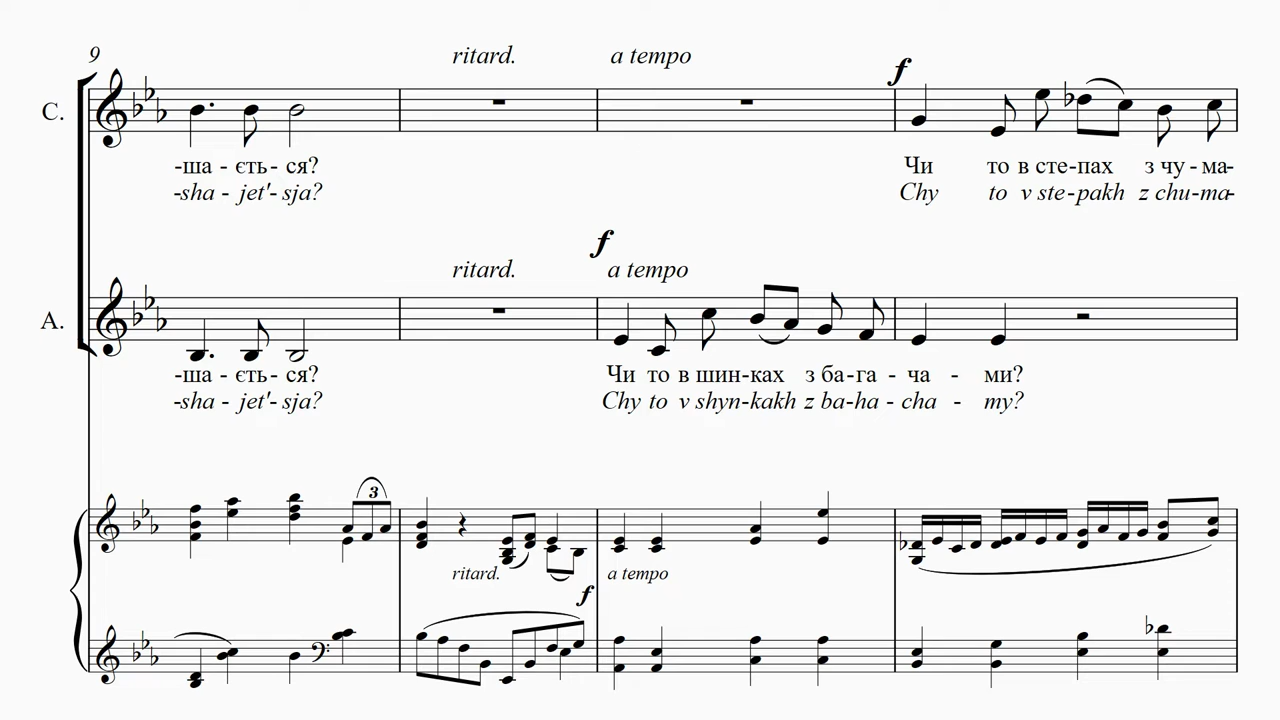 9
ritard. a tempo f
С.
-ша - єть- ся? Чи то в сте-пах з чу-ма-
-sha - jet'- sja? Chy to v ste-pakh z chu-ma-
f
ritard. a tempo
А.
-ша - єть- ся? Чи то в шин-ках з ба-га - ча - ми?
-sha - jet'- sja? Chy to v shyn-kakh z ba-ha - cha - my?
3
ritard. a tempo
f